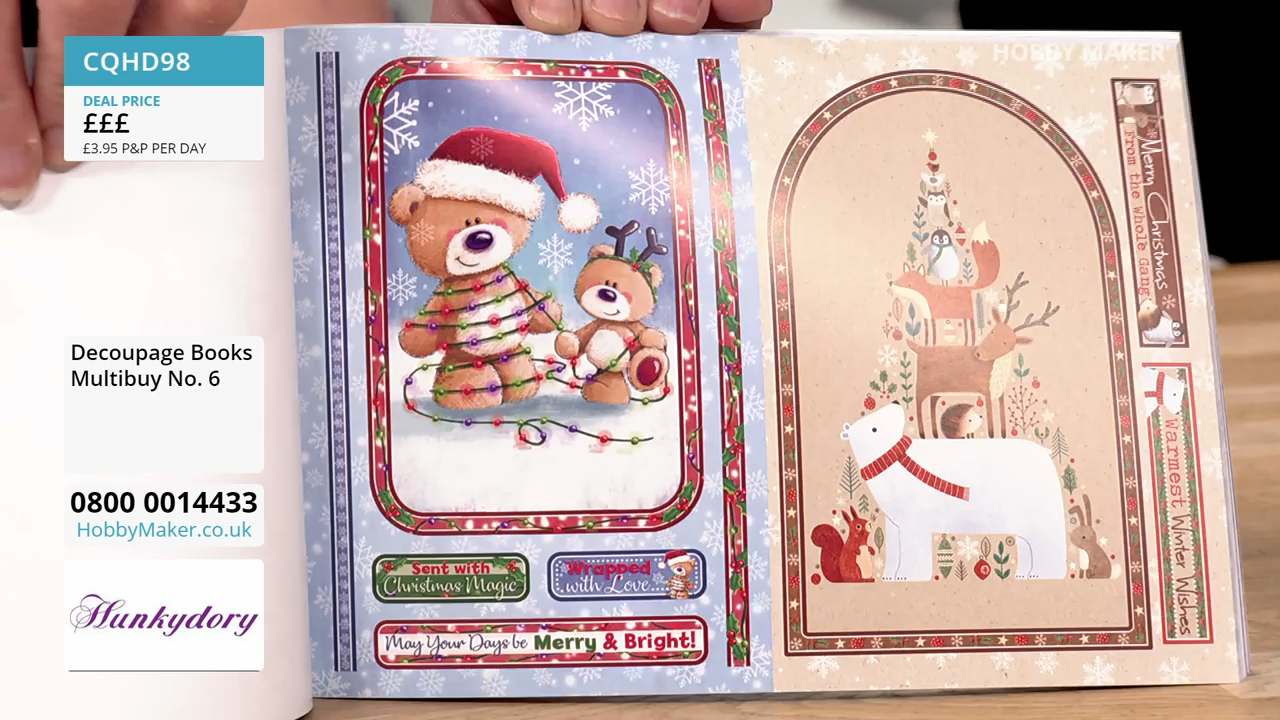 CQHD98
DEAL PRICE
£££
£3.95 P&P PER DAY
Decoupage Books
Multibuy No. 6
0800 0014433
HobbyMaker.co.uk
Hunkydory
HOBBY MAKER
Sent with
Christmas Magic
Wrapped
with Love...
May Your Days be Merry & Bright!
Merry Christmas
From the Whole Gang
Warmest Winter Wishes